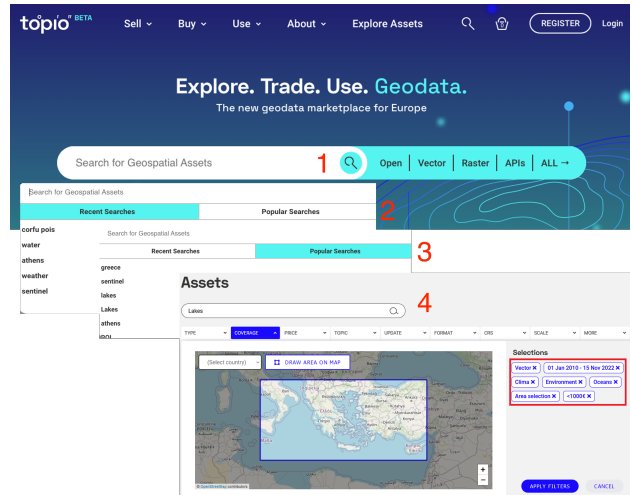 topio BETA
Sell Buy Use About Explore Assets REGISTER Login
Explore. Trade. Use. Geodata.
The new geodata marketplace for Europe
Search for Geospatial Assets 1 Open Vector Raster APIs ALL →
Search for Geospatial Assets
Recent Searches Popular Searches 2
corfu pois
water
athens
weather
sentinel
Search for Geospatial Assets
Recent Searches Popular Searches 3
greece
sentinel
lakes
Lakes
athens
Assets
Lakes 4
TYPE COVERAGE PRICE TOPIC UPDATE FORMAT CRS SCALE MORE
(Select country) DRAW AREA ON MAP
Selections
Vector ✕ 01 Jan 2010 - 15 Nov 2022 ✕
Clima ✕ Environment ✕ Oceans ✕
Area selection ✕ <1000€ ✕
+
−
© OpenStreetMap contributors
APPLY FILTERS CANCEL